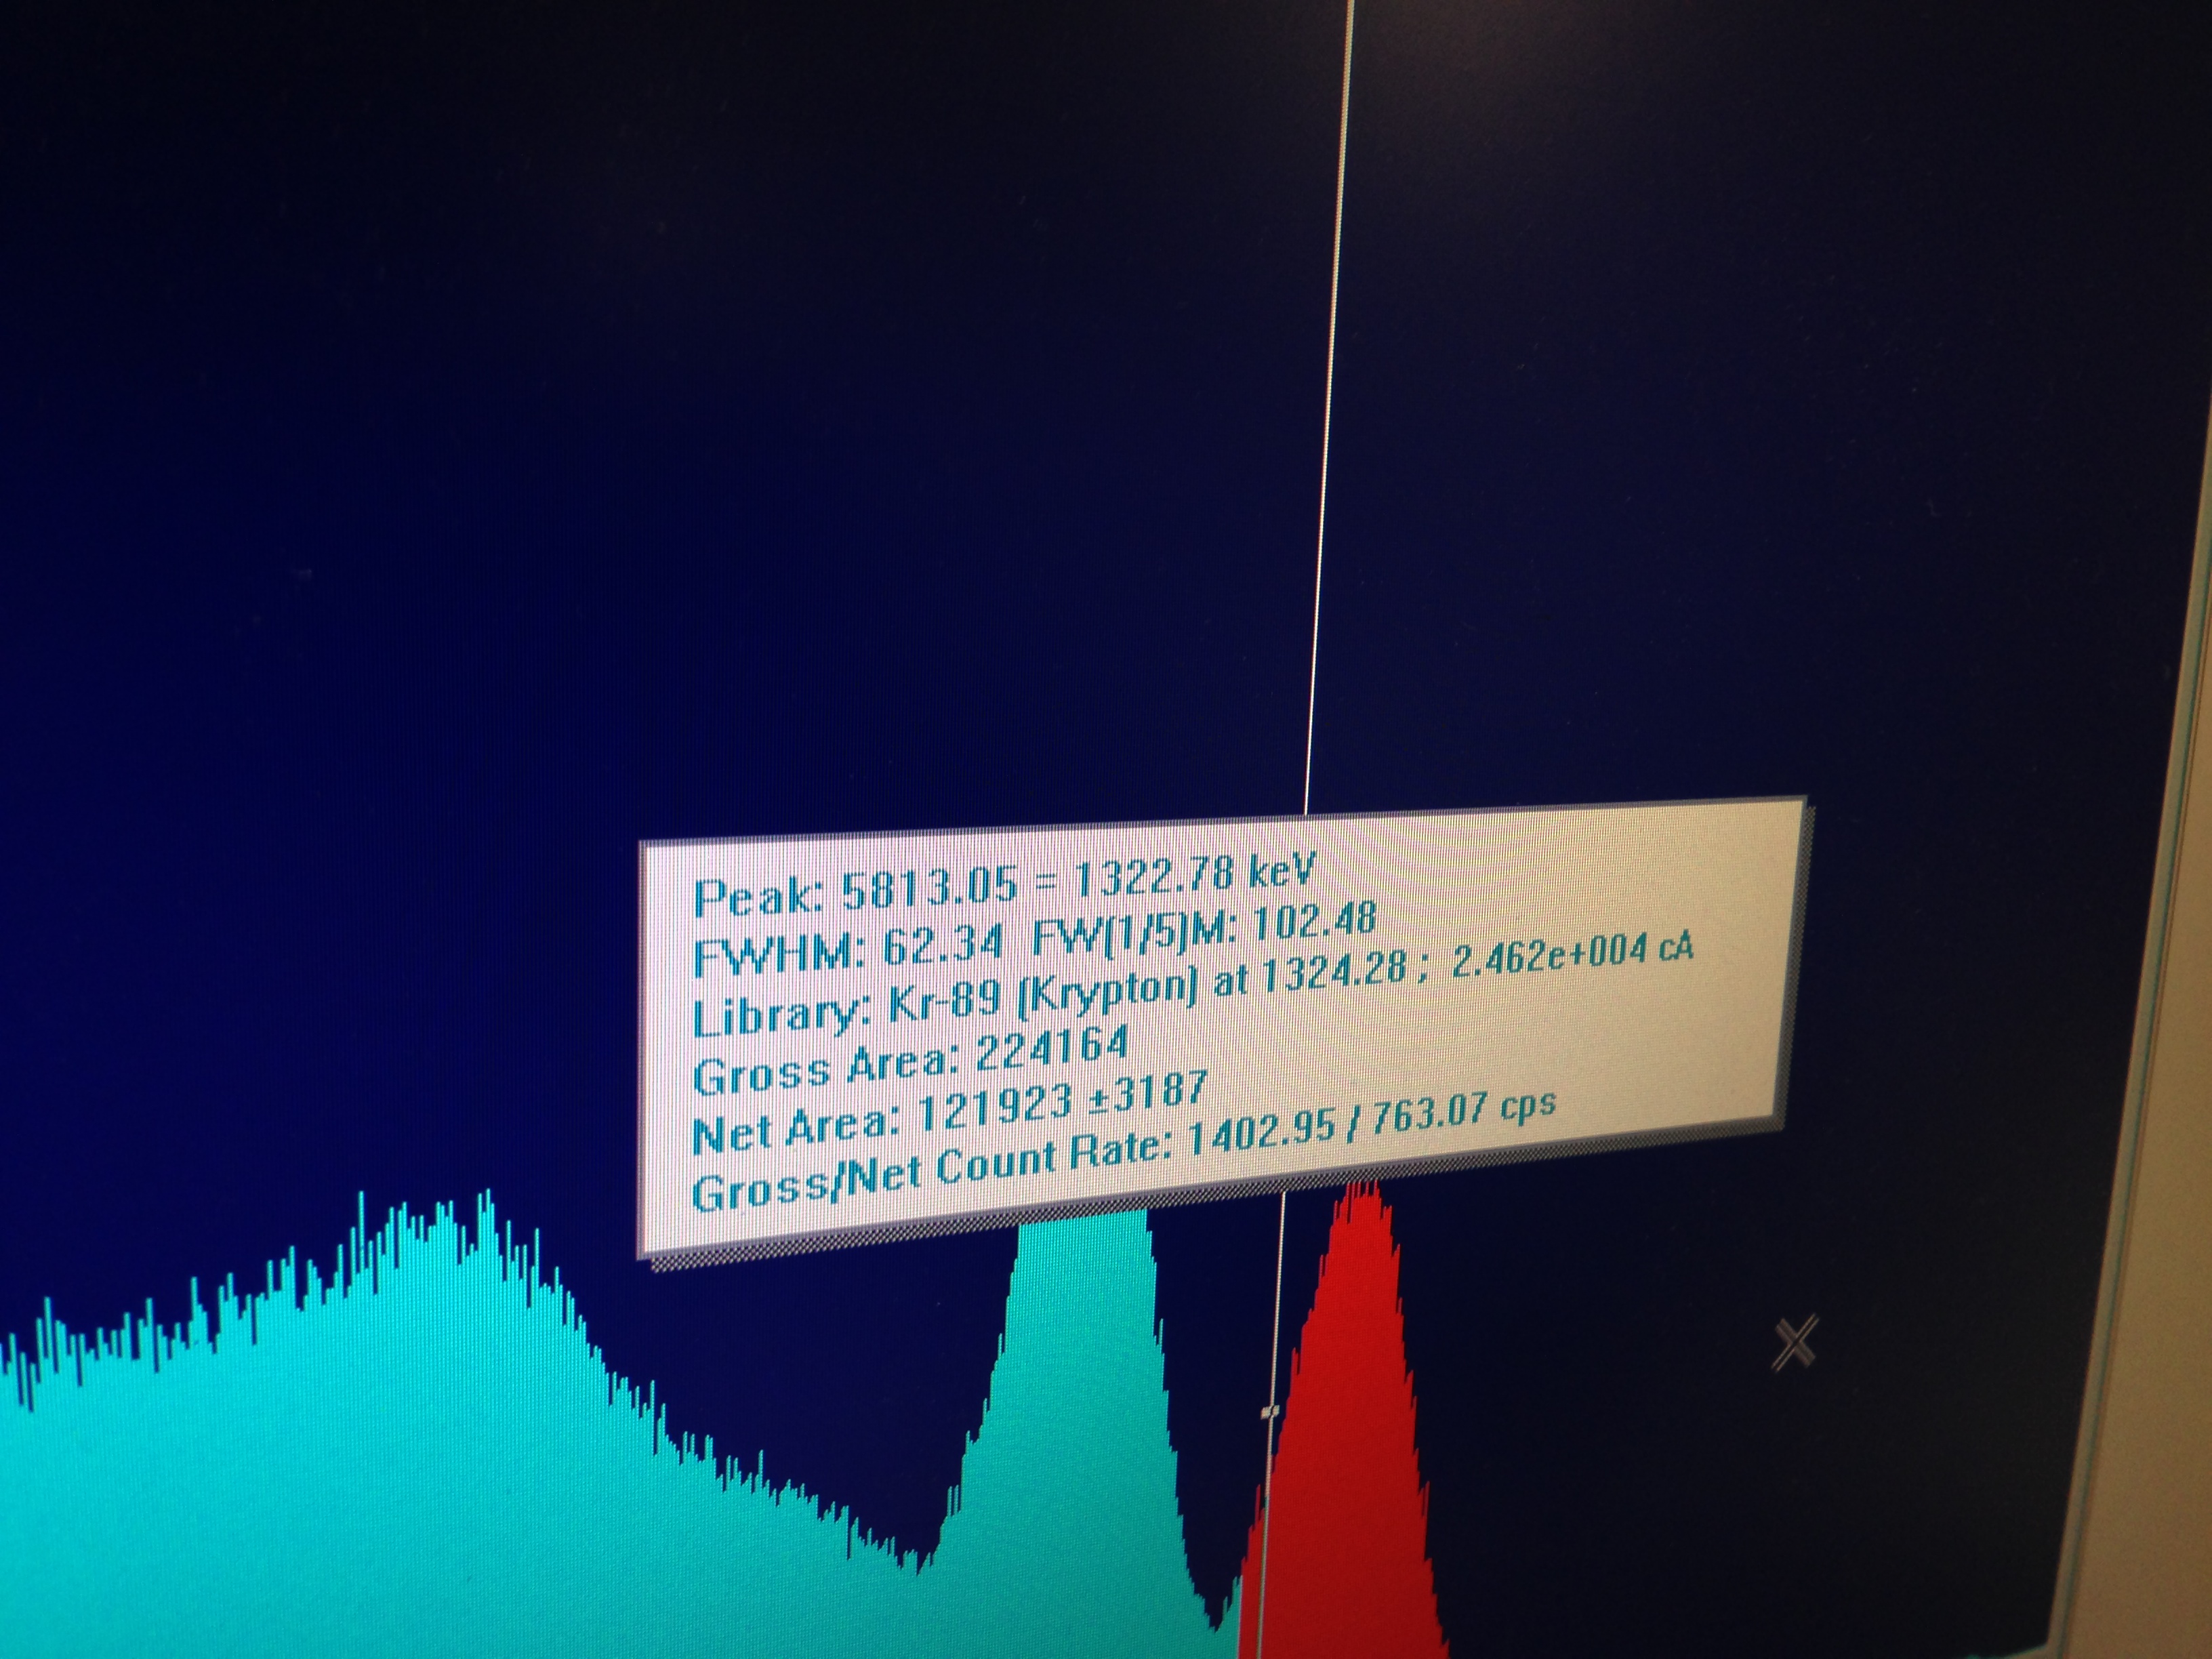 Peak: 5813.05 = 1322.78 keV
FWHM: 62.34 FW(1/5)M: 102.48
Library: Kr-89 (Krypton) at 1324.28 ; 2.462e+004 cA
Gross Area: 224164
Net Area: 121923 ±3187
Gross/Net Count Rate: 1402.95 / 763.07 cps